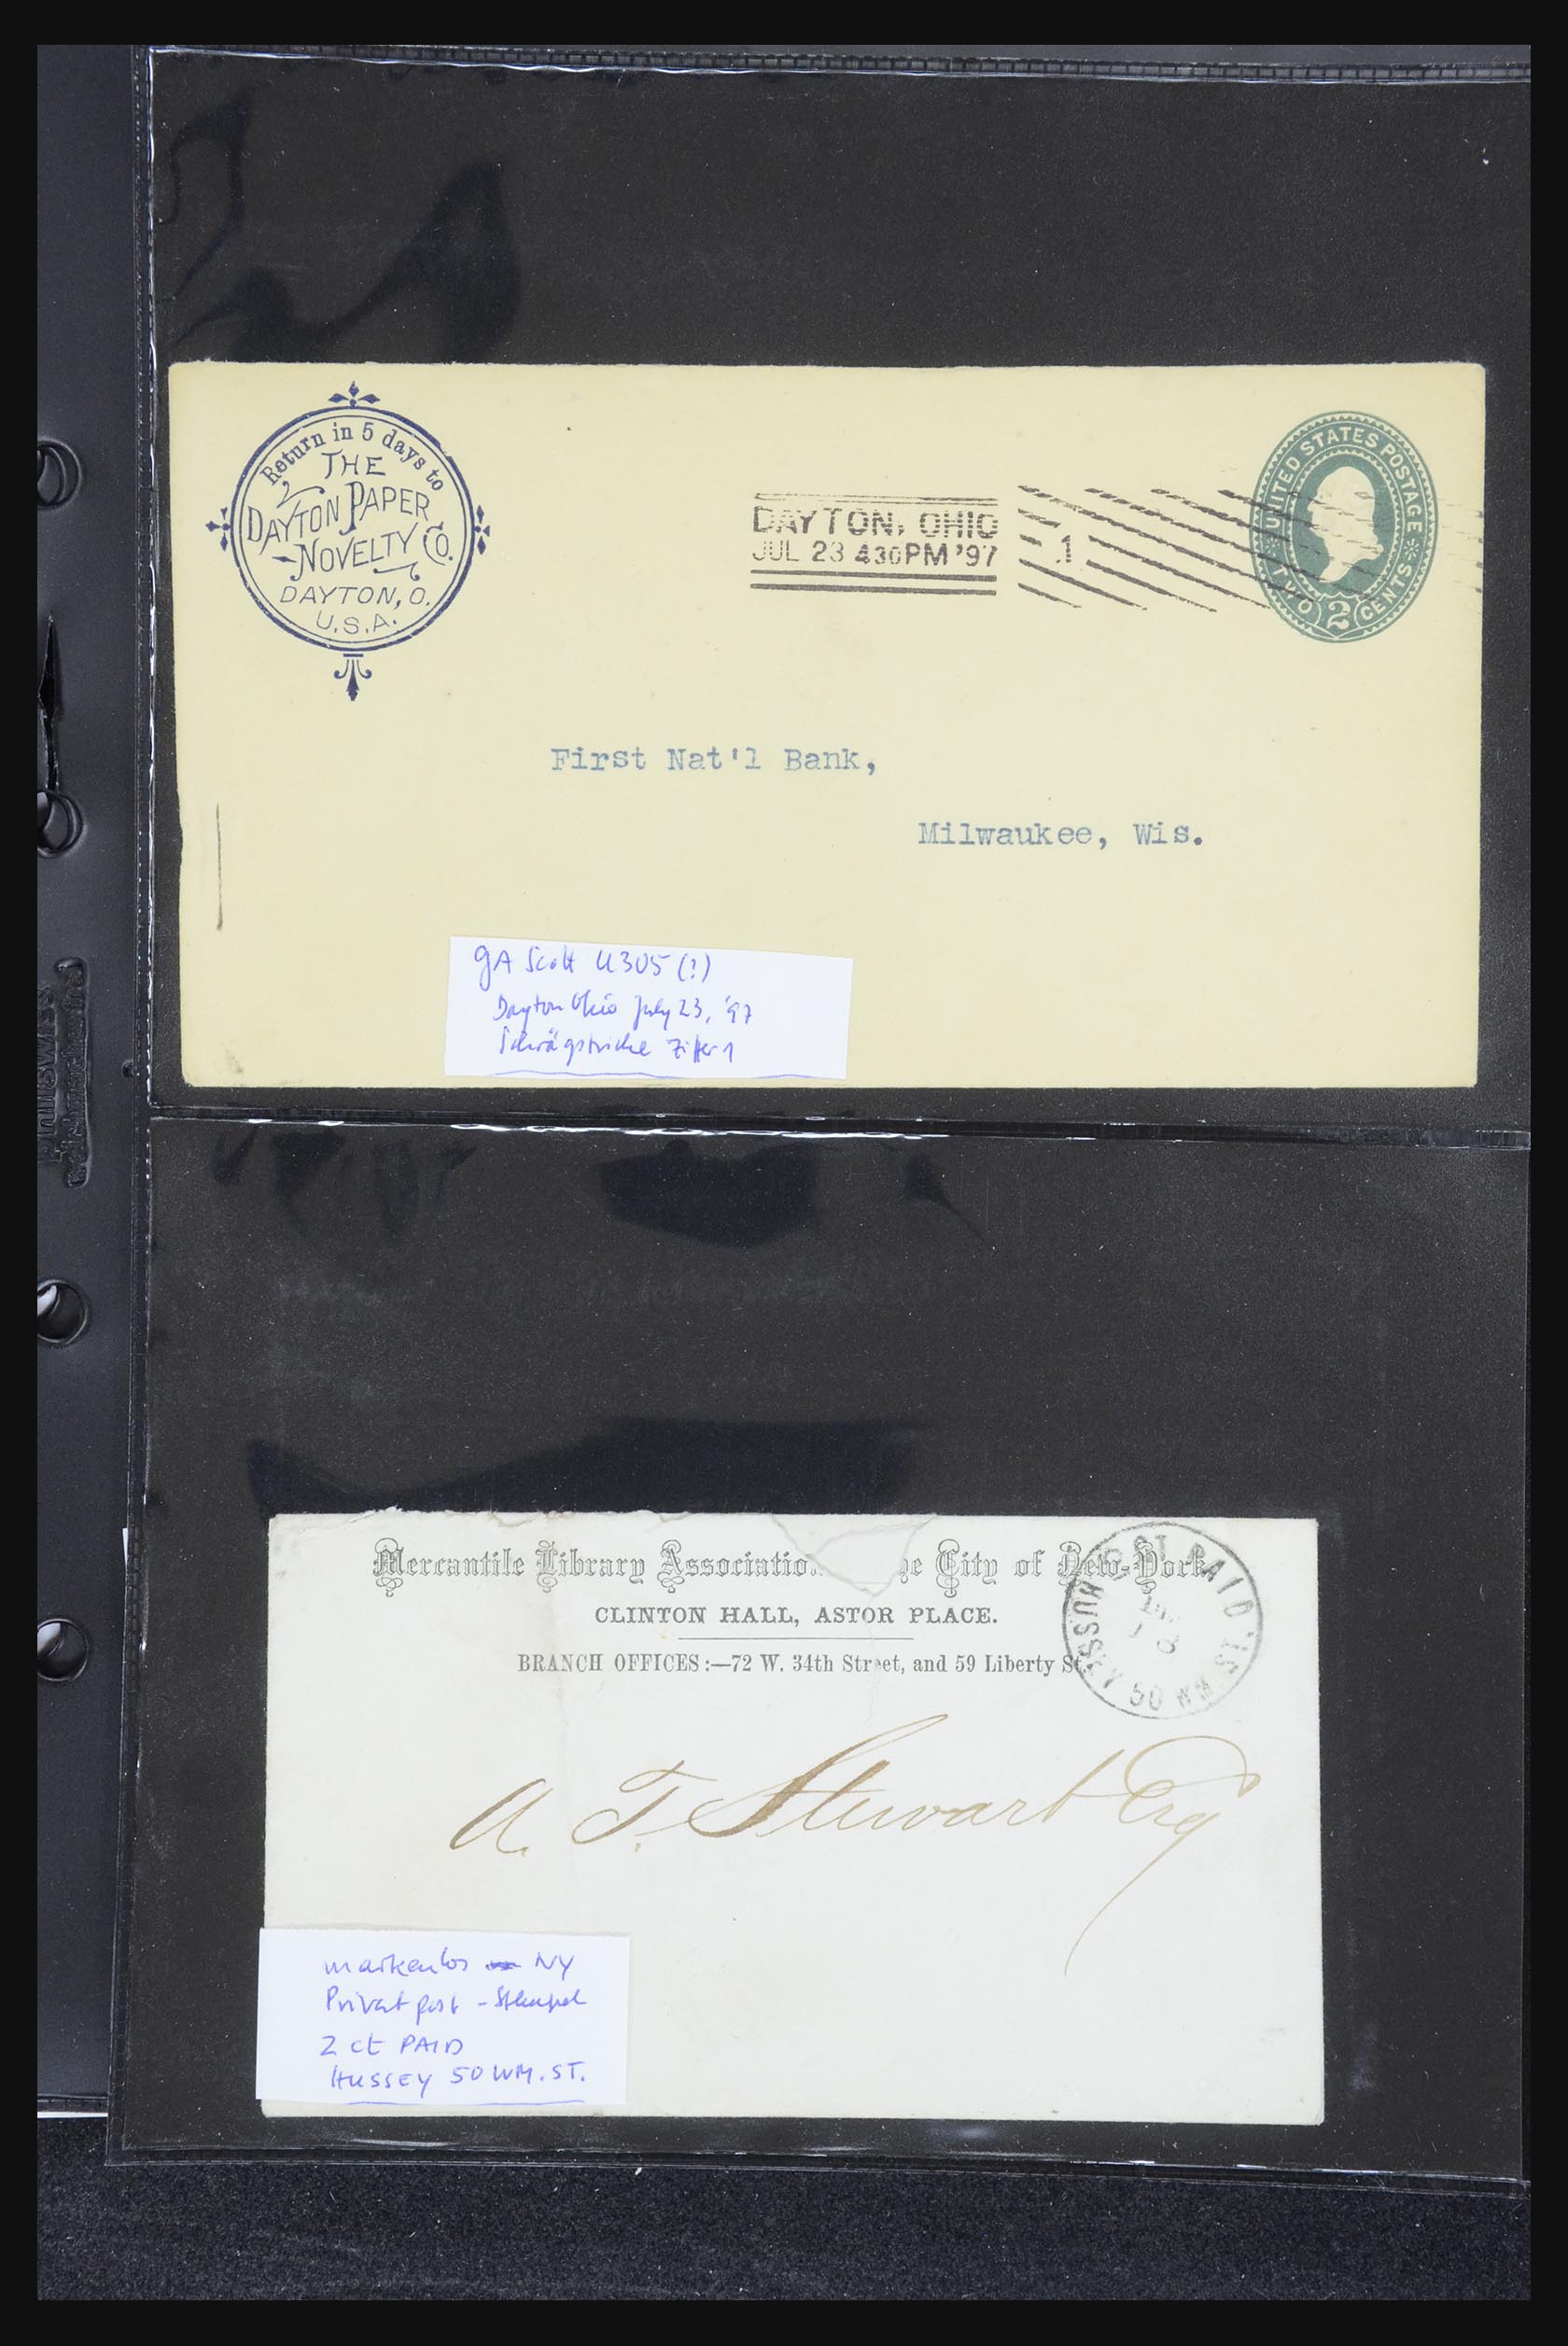 Return in 5 days to
THE
DAYTON PAPER
NOVELTY CO.
DAYTON, O.
U.S.A.
DAYTON, OHIO
JUL 23 430PM '97
1
UNITED STATES POSTAGE
TWO 2 CENTS
First Nat'l Bank,
Milwaukee, Wis.
gA Scott U305 (?)
Dayton Ohio July 23, '97
Schrägstriche Ziffer 1
Mercantile Library Associatio he City of New-York
CLINTON HALL, ASTOR PLACE.
BRANCH OFFICES:—72 W. 34th Street, and 59 Liberty St.
PAID
HUSSEY 50 WM. ST.
A. T. Stewart Esq
markenlos NY
Privatpost - Stempel
2 ct PAID
HUSSEY 50 WM. ST.